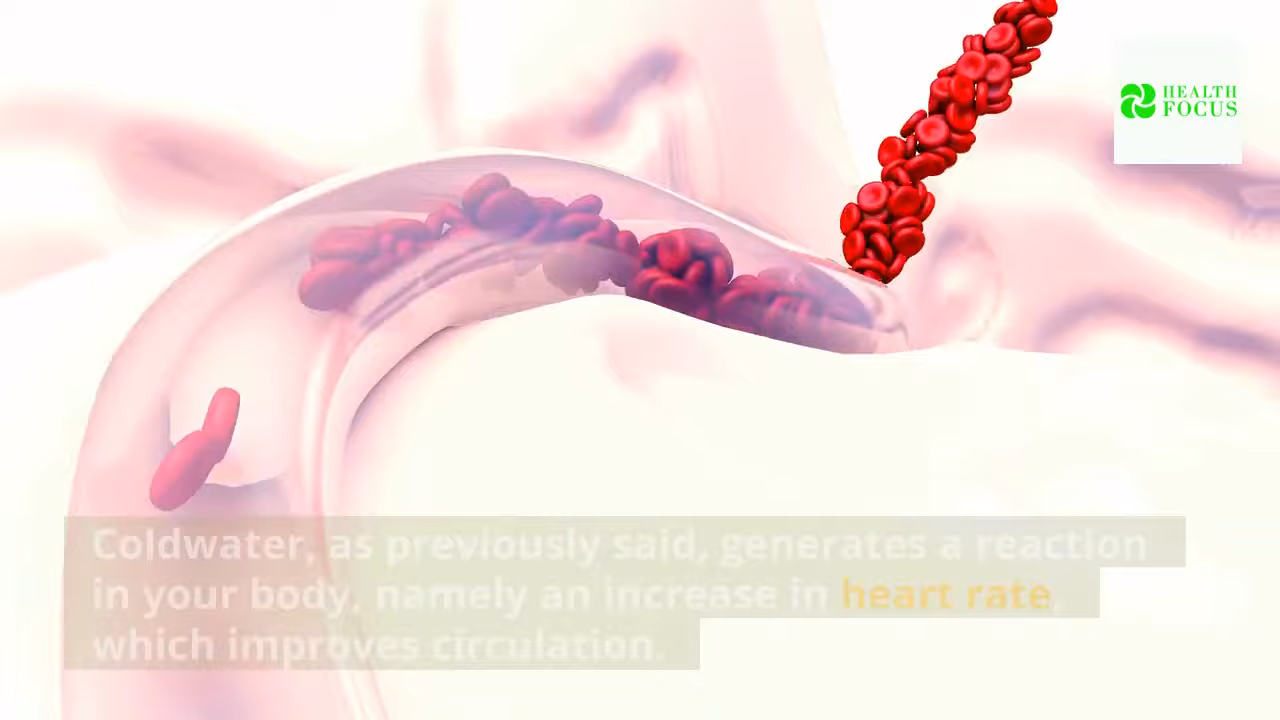 HEALTH
FOCUS
Coldwater, as previously said, generates a reaction
in your body, namely an increase in heart rate,
which improves circulation.